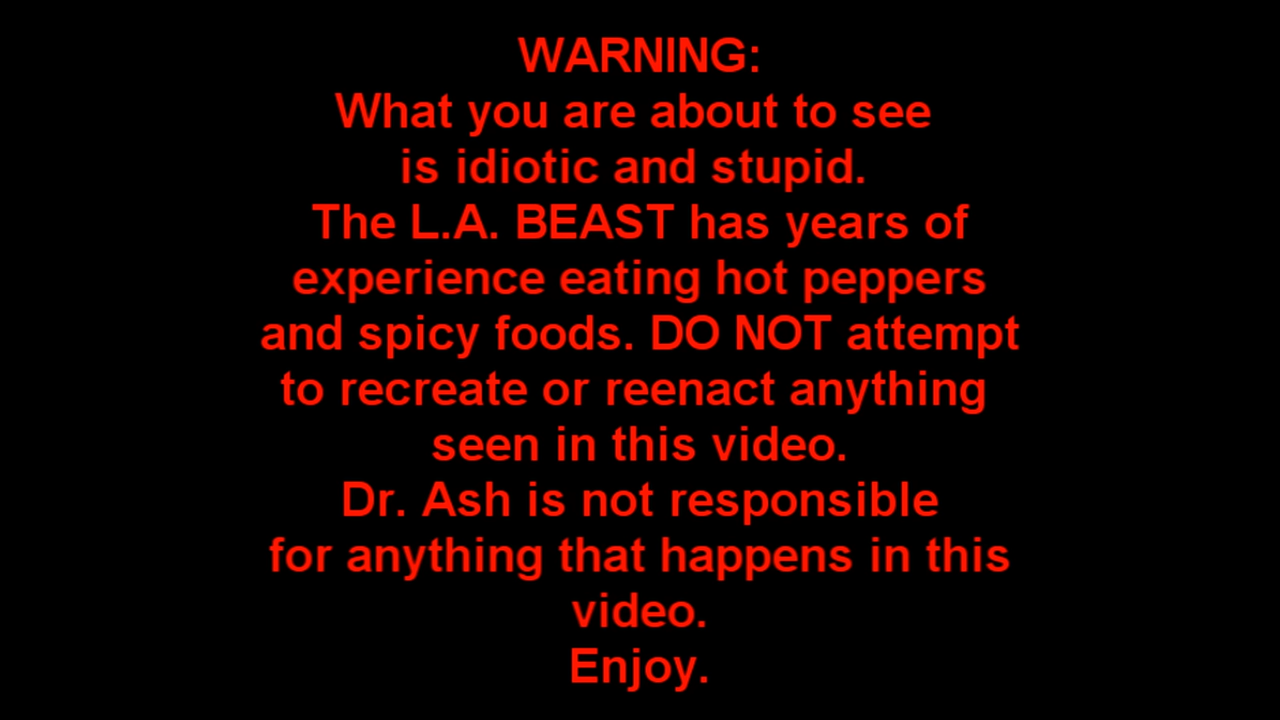 WARNING:
What you are about to see
is idiotic and stupid.
The L.A. BEAST has years of
experience eating hot peppers
and spicy foods. DO NOT attempt
to recreate or reenact anything
seen in this video.
Dr. Ash is not responsible
for anything that happens in this
video.
Enjoy.